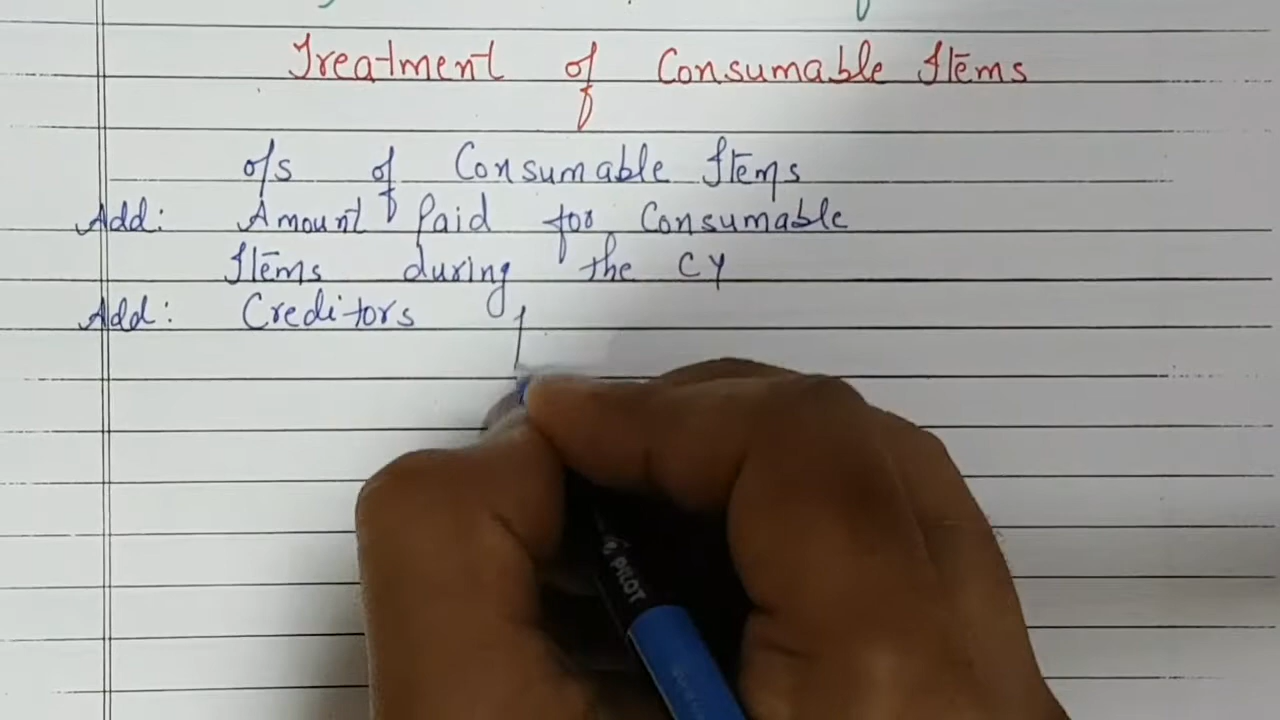 Treatment of Consumable Items
o/s of Consumable Items
Add: Amount Paid for Consumable
Items during the CY
Add: Creditors
PILOT